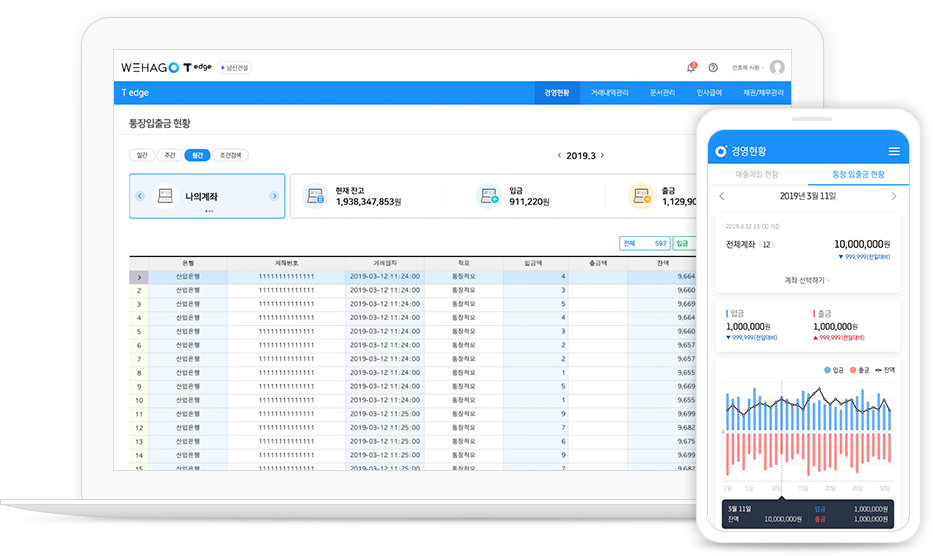 WEHAGO T edge 남산건설
3
안효제 사원
T edge 경영현황 거래내역관리 문서관리 인사급여 채권/채무관리
통장입출금 현황
일간 주간 월간 조건검색
< 2019.3 >
나의계좌
현재 잔고
1,938,347,853원
입금
911,220원
출금
1,129,90
전체 597 입금
은행 계좌번호 거래일자 적요 입금액 출금액 잔액
> 산업은행 11111111111111 2019-03-12 11:24:00 통장적요 4 9,664
2 산업은행 11111111111111 2019-03-12 11:24:00 통장적요 3 9,660
3 산업은행 11111111111111 2019-03-12 11:24:00 통장적요 5 9,669
4 산업은행 11111111111111 2019-03-12 11:24:00 통장적요 4 9,664
5 산업은행 11111111111111 2019-03-12 11:24:00 통장적요 3 9,660
6 산업은행 11111111111111 2019-03-12 11:24:00 통장적요 2 9,657
7 산업은행 11111111111111 2019-03-12 11:24:00 통장적요 2 9,657
8 산업은행 11111111111111 2019-03-12 11:24:00 통장적요 1 9,655
9 산업은행 11111111111111 2019-03-12 11:24:00 통장적요 5 9,669
10 산업은행 11111111111111 2019-03-12 11:24:00 통장적요 1 9,655
11 산업은행 11111111111111 2019-03-12 11:25:00 통장적요 9 9,699
12 산업은행 11111111111111 2019-03-12 11:25:00 통장적요 7 9,682
13 산업은행 11111111111111 2019-03-12 11:25:00 통장적요 6 9,675
14 산업은행 11111111111111 2019-03-12 11:25:00 통장적요 9 9,699
15 산업은행 11111111111111 2019-03-12 11:25:00 통장적요 7 9,682
경영현황
매출매입 현황 통장 입출금 현황
2019년 3월 11일
2019.4.12 15:00 기준
전체계좌 12 10,000,000원
▼ 999,999(전일대비)
계좌 선택하기
입금 출금
1,000,000원 1,000,000원
▼ 999,999(전일대비) ▲ 999,999(전일대비)
입금 출금 잔액
0
1일 5일 10일 15일 20일 25일 30일
3월 11일 입금 1,000,000원
잔액 10,000,000원 출금 1,000,000원